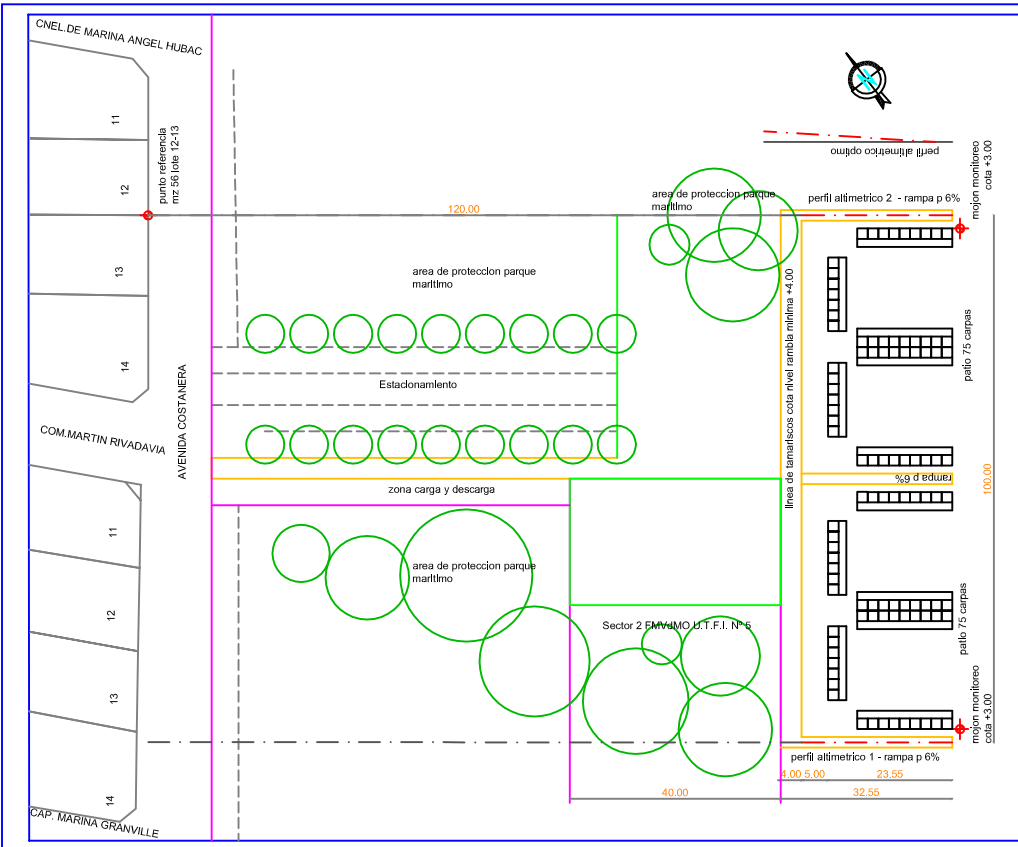 CNEL.DE MARINA ANGEL HUBAC
11
12
13
14
punto referencia
mz 56 lote 12-13
120.00
area de proteccion parque
maritimo
area de proteccion parque
maritimo
perfil altimetrico optimo
perfil altimetrico 2 - rampa p 6%
mojon monitoreo
cota +3.00
linea de tamariscos cota nivel rambla minima +4.00
patio 75 carpas
Estacionamiento
AVENIDA COSTANERA
COM.MARTIN RIVADAVIA
zona carga y descarga
rampa p 6%
100.00
11
12
13
14
area de proteccion parque
maritimo
Sector 2 FMVdMO U.T.F.I. N° 5
patio 75 carpas
mojon monitoreo
cota +3.00
perfil altimetrico 1 - rampa p 6%
4.00 5.00 23.55
40.00 32.55
CAP. MARINA GRANVILLE